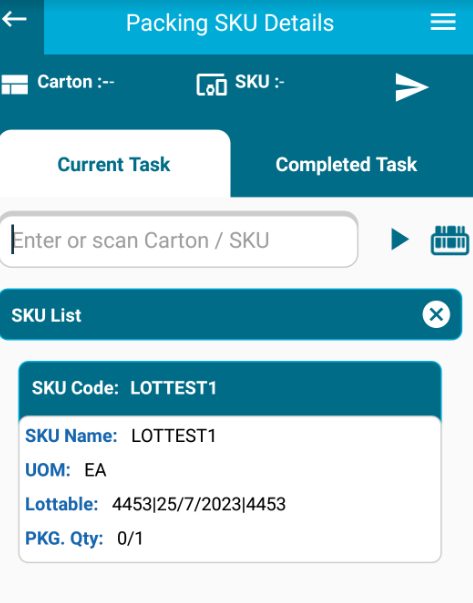 Packing SKU Details
Carton :-- SKU :-
Current Task Completed Task
Enter or scan Carton / SKU
SKU List
SKU Code: LOTTEST1
SKU Name: LOTTEST1
UOM: EA
Lottable: 4453|25/7/2023|4453
PKG. Qty: 0/1